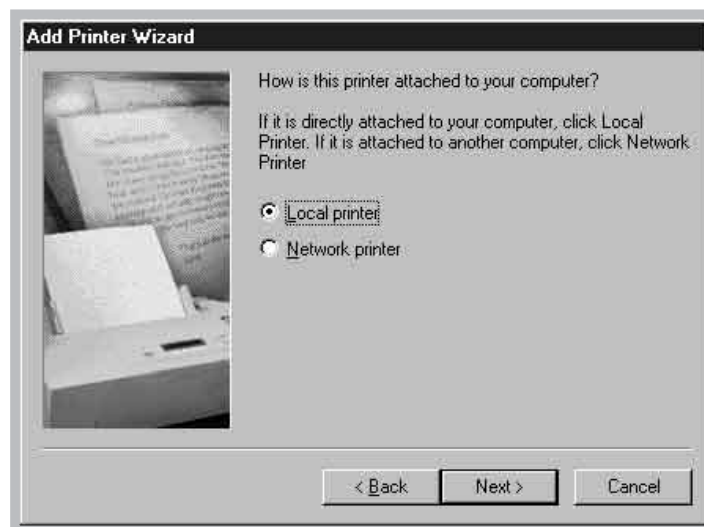 Add Printer Wizard
How is this printer attached to your computer?
If it is directly attached to your computer, click Local
Printer. If it is attached to another computer, click Network
Printer
Local printer
Network printer
< Back
Next >
Cancel